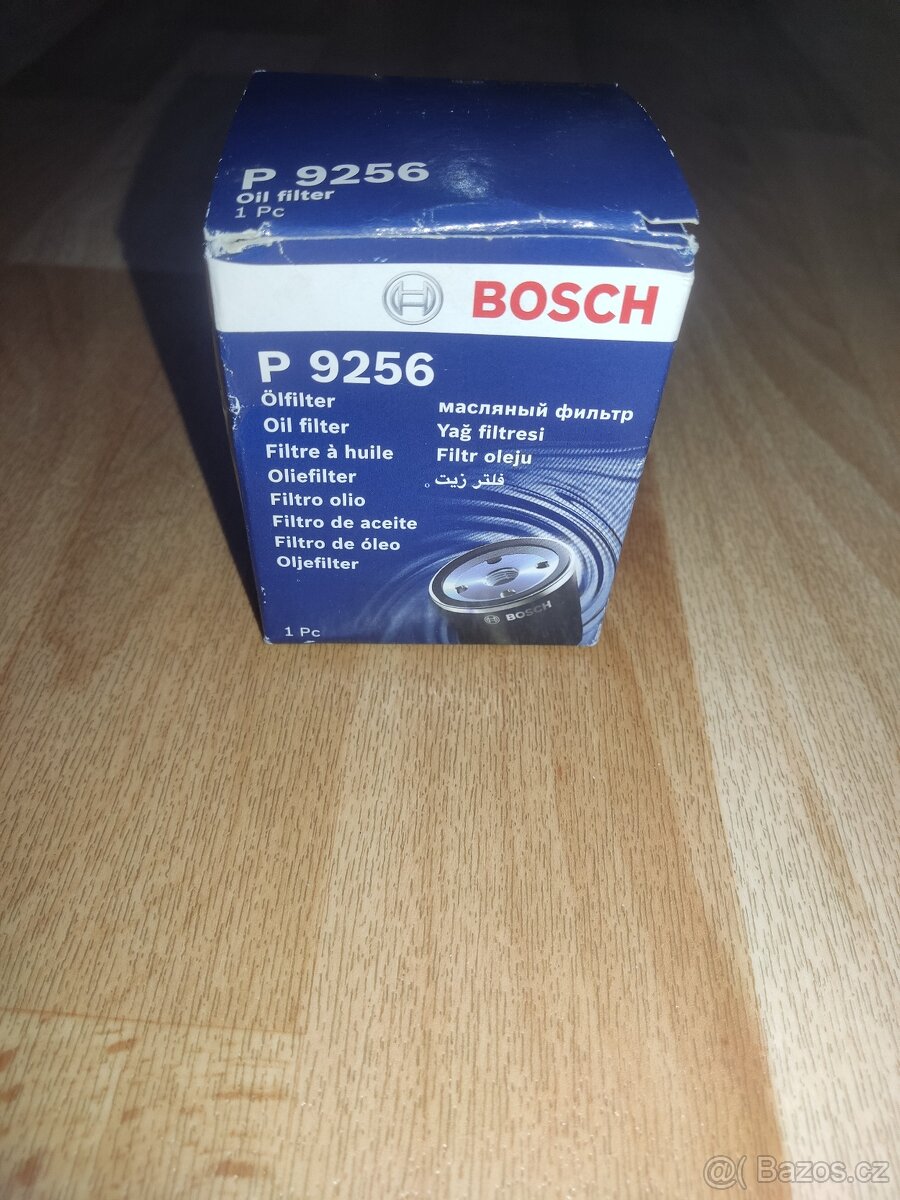 P 9256
Oil filter
1 Pc
BOSCH
P 9256
Ölfilter
Oil filter
Filtre à huile
Oliefilter
Filtro olio
Filtro de aceite
Filtro de óleo
Oljefilter
масляный фильтр
Yağ filtresi
Filtr oleju
فلتر زيت
BOSCH
1 Pc
@( Bazos.cz